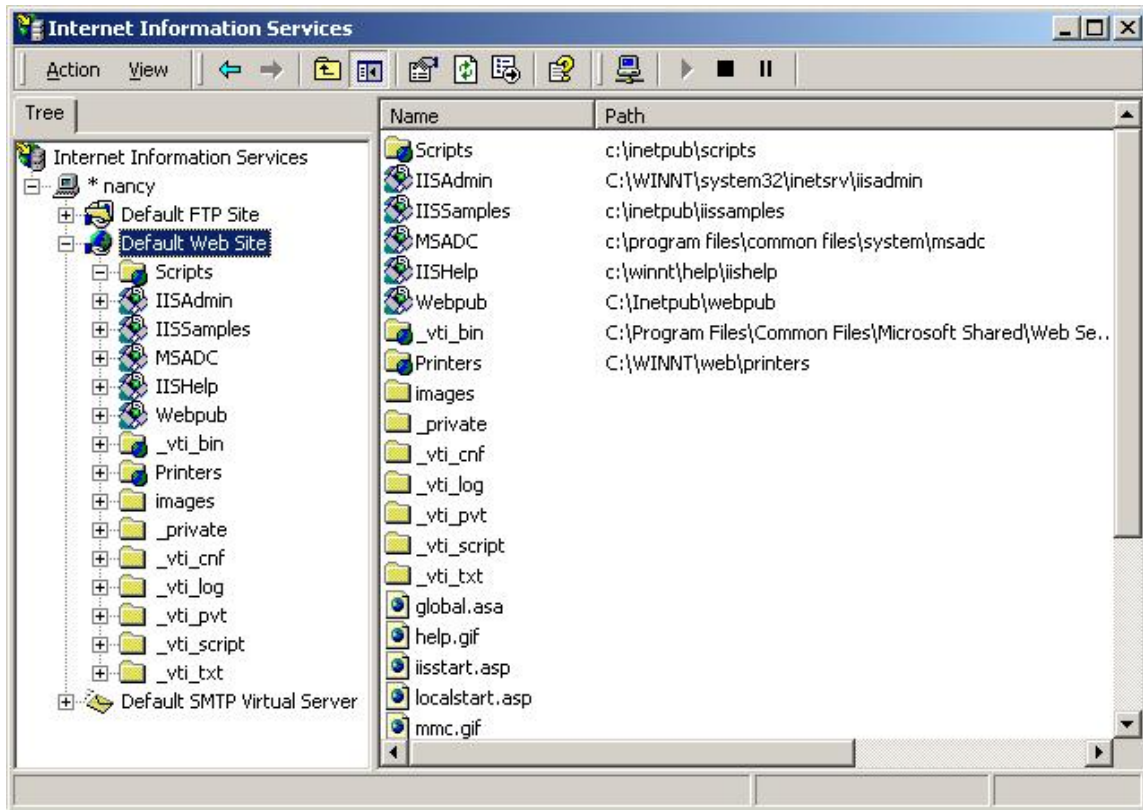 Internet Information Services
Action View
Tree
Internet Information Services
* nancy
Default FTP Site
Default Web Site
Scripts
IISAdmin
IISSamples
MSADC
IISHelp
Webpub
_vti_bin
Printers
images
_private
_vti_cnf
_vti_log
_vti_pvt
_vti_script
_vti_txt
Default SMTP Virtual Server
Name Path
Scripts c:\inetpub\scripts
IISAdmin C:\WINNT\system32\inetsrv\iisadmin
IISSamples c:\inetpub\iissamples
MSADC c:\program files\common files\system\msadc
IISHelp c:\winnt\help\iishelp
Webpub C:\Inetpub\webpub
_vti_bin C:\Program Files\Common Files\Microsoft Shared\Web Se..
Printers C:\WINNT\web\printers
images
_private
_vti_cnf
_vti_log
_vti_pvt
_vti_script
_vti_txt
global.asa
help.gif
iisstart.asp
localstart.asp
mmc.gif